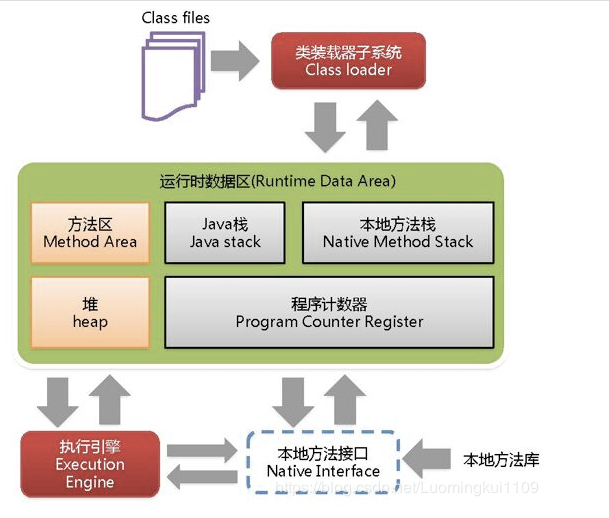 Class files
类装载器子系统
Class loader
运行时数据区(Runtime Data Area)
方法区
Method Area
Java栈
Java stack
本地方法栈
Native Method Stack
堆
heap
程序计数器
Program Counter Register
执行引擎
Execution
Engine
本地方法接口
Native Interface
本地方法库
https://blog.csdn.net/Luomingkui1109